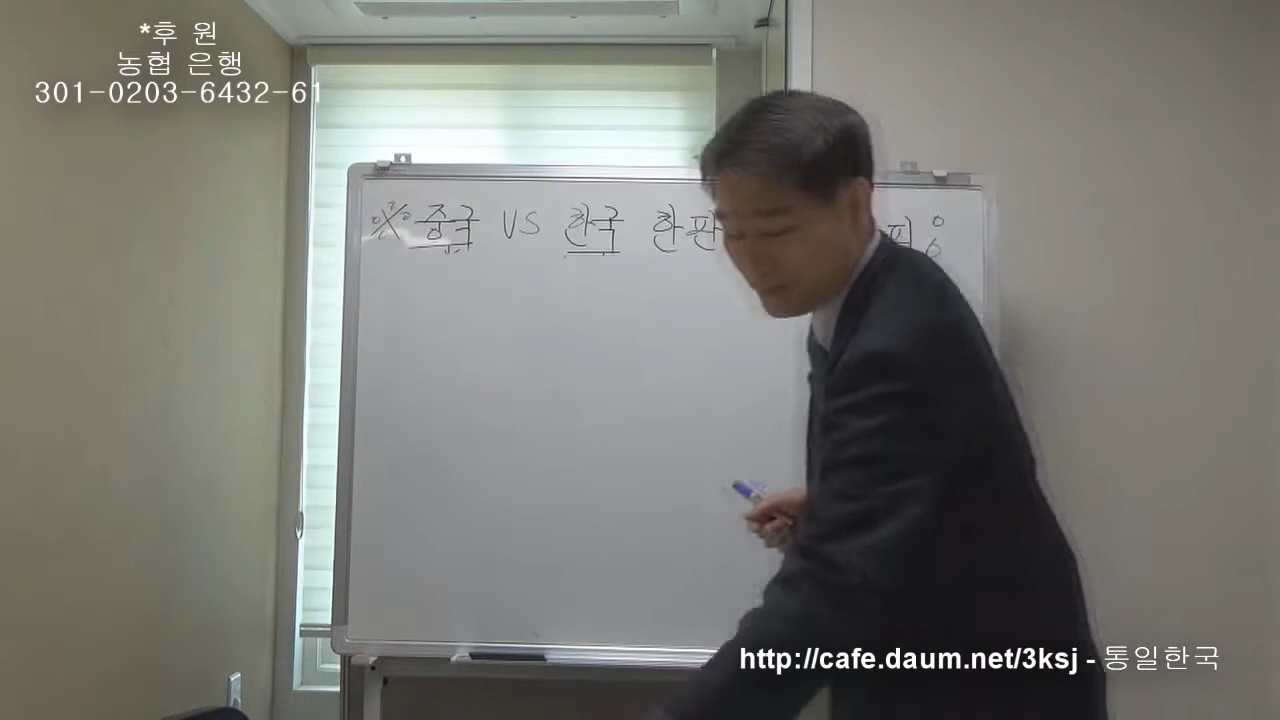 *후 원
농협 은행
301-0203-6432-61
※ 중국 VS 한국 한판
http://cafe.daum.net/3ksj - 통일한국